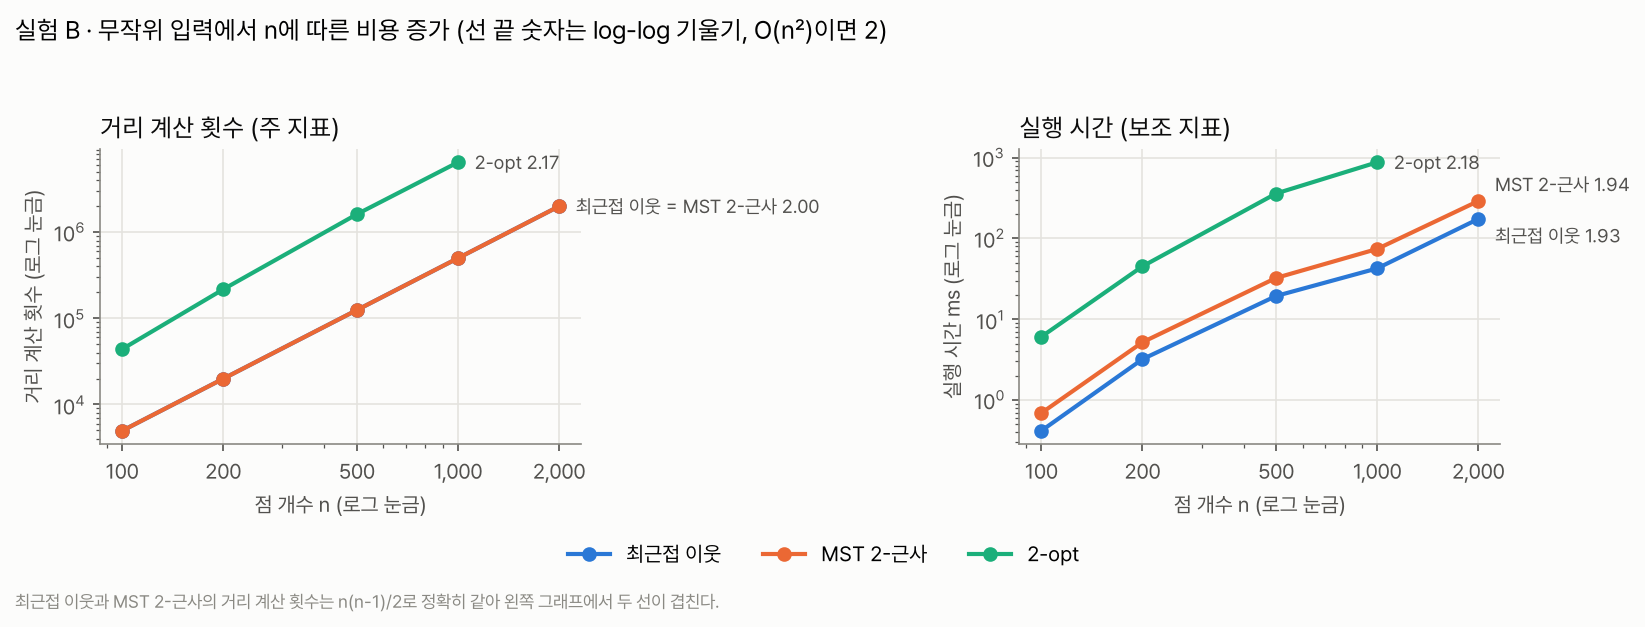 실험 B · 무작위 입력에서 n에 따른 비용 증가 (선 끝 숫자는 log-log 기울기, O(n²)이면 2)
거리 계산 횟수 (주 지표)
거리 계산 횟수 (로그 눈금)
10⁶
10⁵
10⁴
2-opt 2.17
최근접 이웃 = MST 2-근사 2.00
100 200 500 1,000 2,000
점 개수 n (로그 눈금)
실행 시간 (보조 지표)
실행 시간 ms (로그 눈금)
10³
10²
10¹
10⁰
2-opt 2.18
MST 2-근사 1.94
최근접 이웃 1.93
100 200 500 1,000 2,000
점 개수 n (로그 눈금)
최근접 이웃 MST 2-근사 2-opt
최근접 이웃과 MST 2-근사의 거리 계산 횟수는 n(n-1)/2로 정확히 같아 왼쪽 그래프에서 두 선이 겹친다.